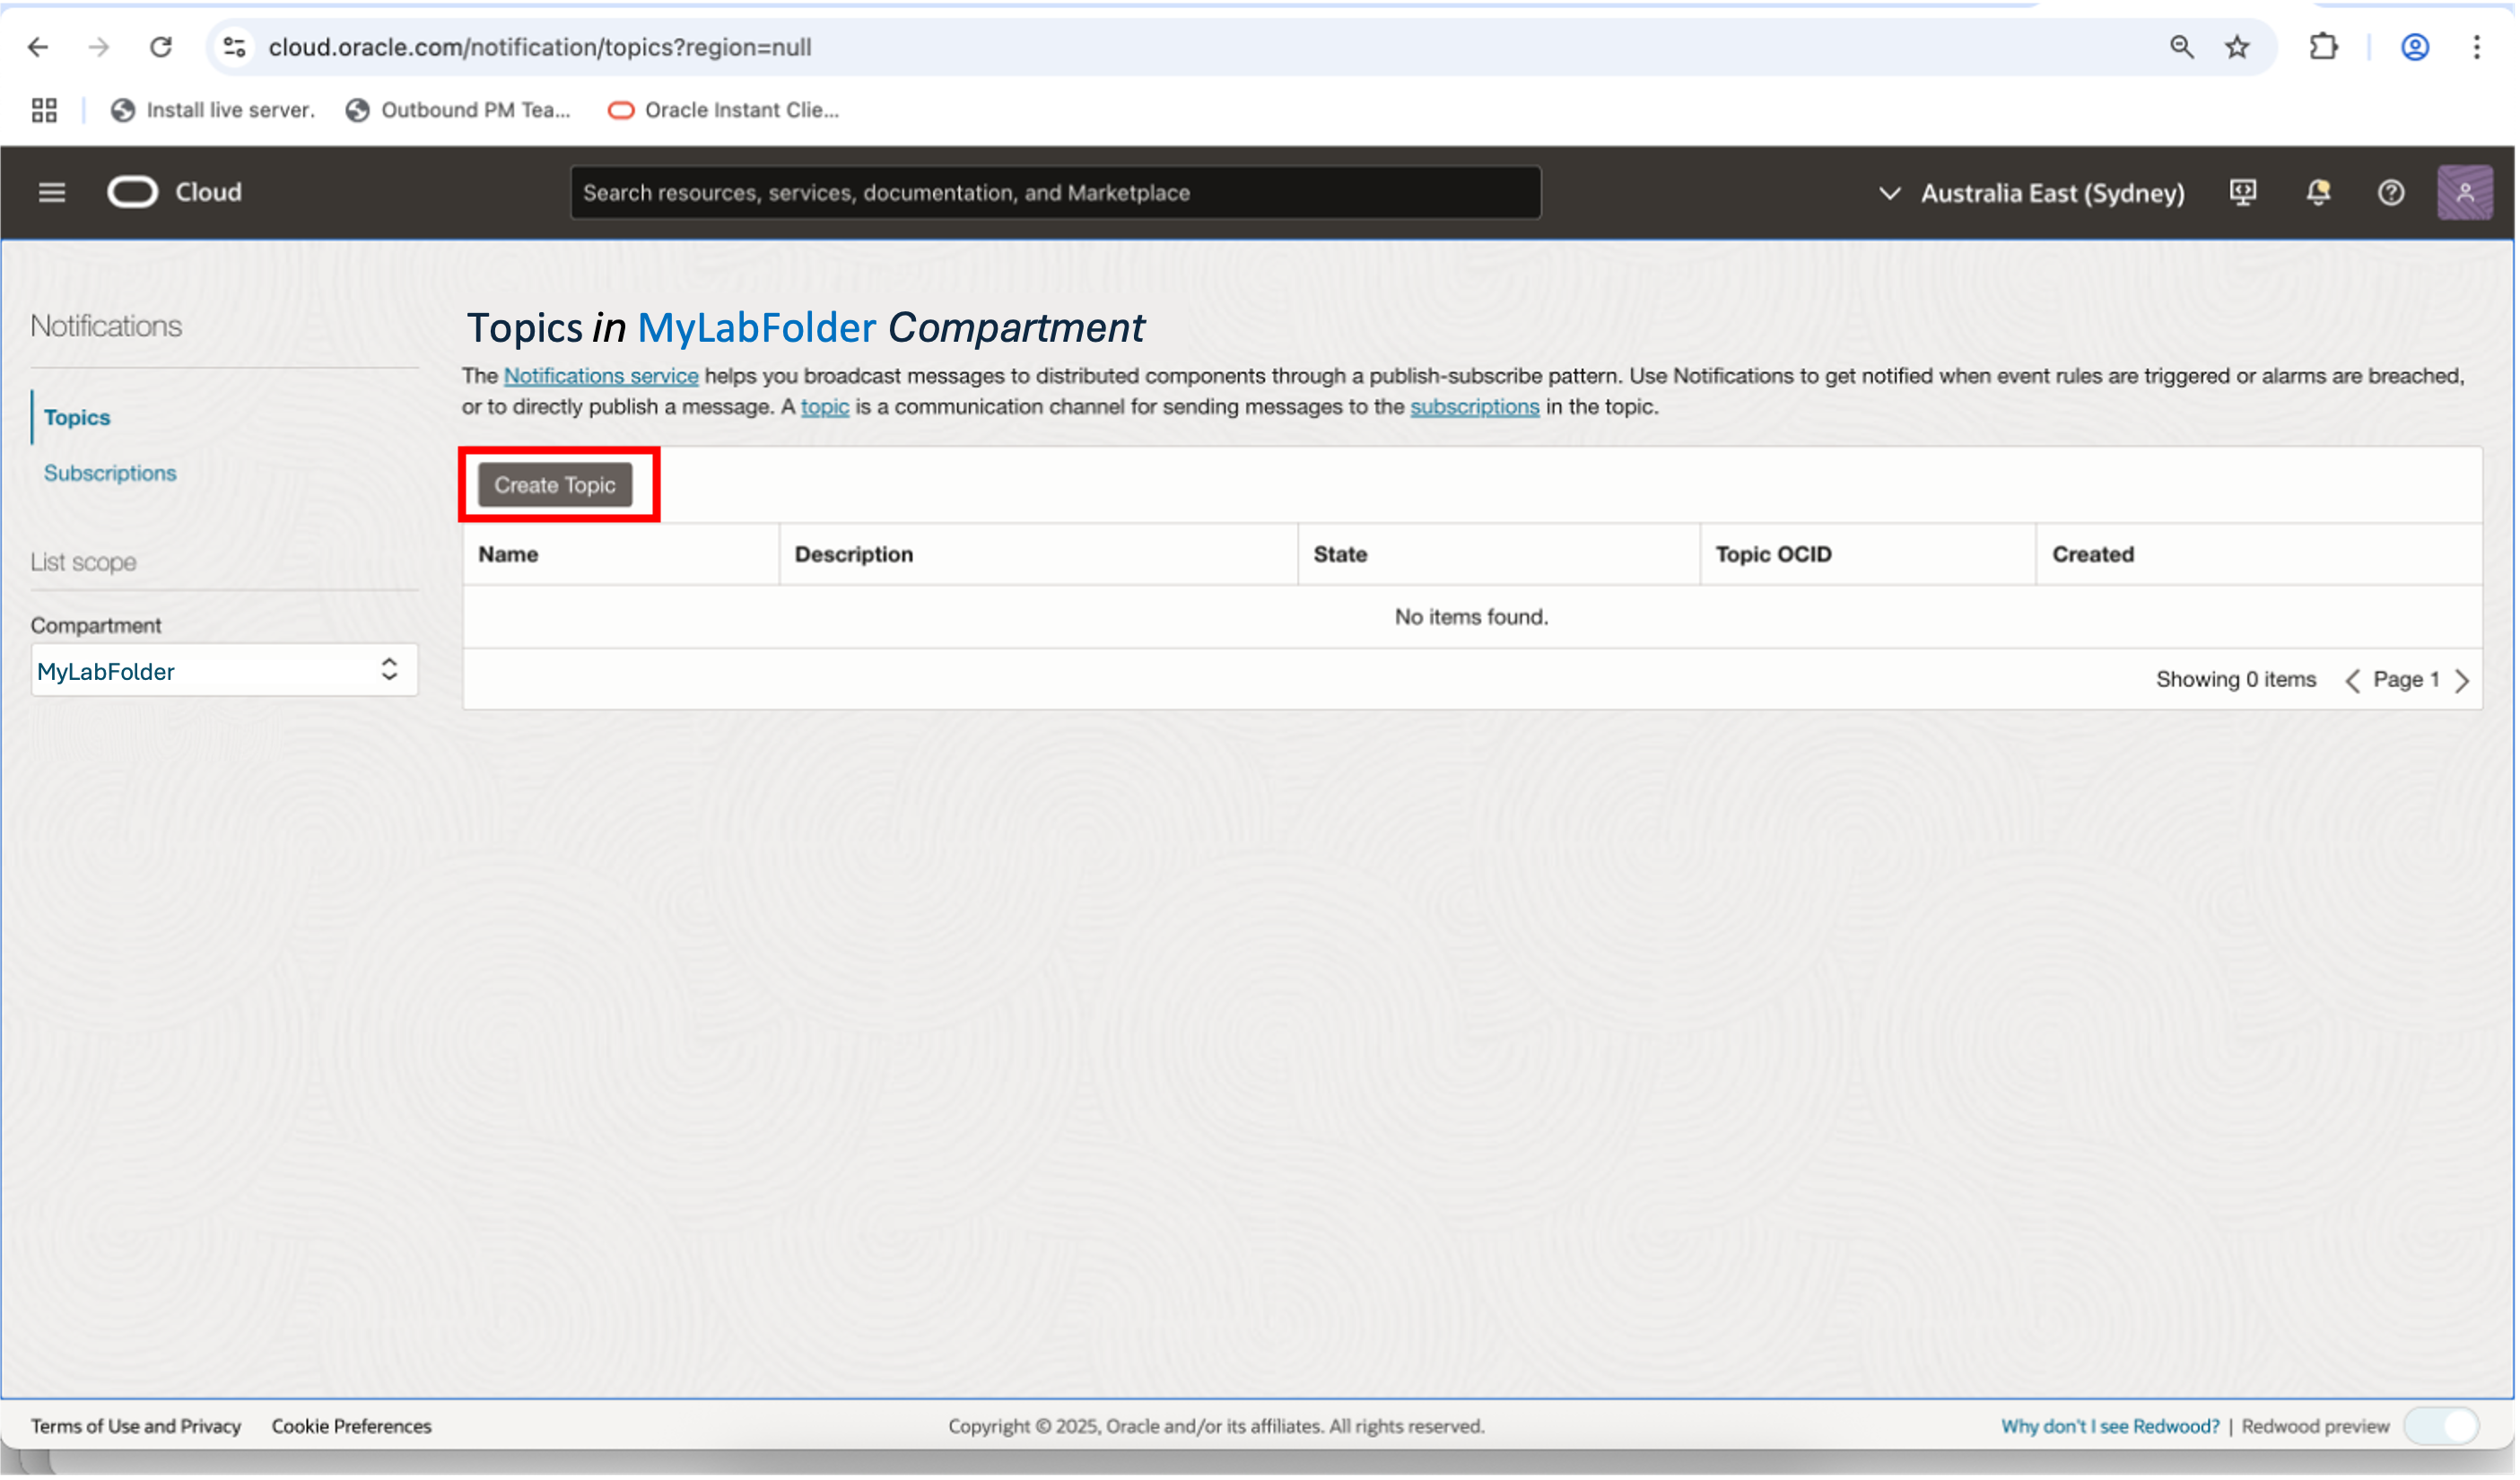 cloud.oracle.com/notification/topics?region=null
Install live server.
Outbound PM Tea...
Oracle Instant Clie...
Cloud
Search resources, services, documentation, and Marketplace
Australia East (Sydney)
Notifications
Topics
Subscriptions
List scope
Compartment
MyLabFolder
Topics in MyLabFolder Compartment
The Notifications service helps you broadcast messages to distributed components through a publish-subscribe pattern. Use Notifications to get notified when event rules are triggered or alarms are breached,
or to directly publish a message. A topic is a communication channel for sending messages to the subscriptions in the topic.
Create Topic
Name Description State Topic OCID Created
No items found.
Showing 0 items Page 1
Terms of Use and Privacy Cookie Preferences
Copyright © 2025, Oracle and/or its affiliates. All rights reserved.
Why don't I see Redwood? | Redwood preview